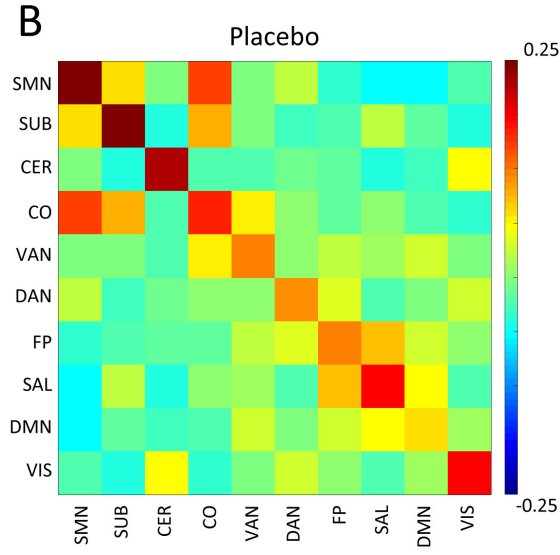 B
Placebo
0.25
SMN
SUB
CER
CO
VAN
DAN
FP
SAL
DMN
VIS
-0.25
SMN SUB CER CO VAN DAN FP SAL DMN VIS